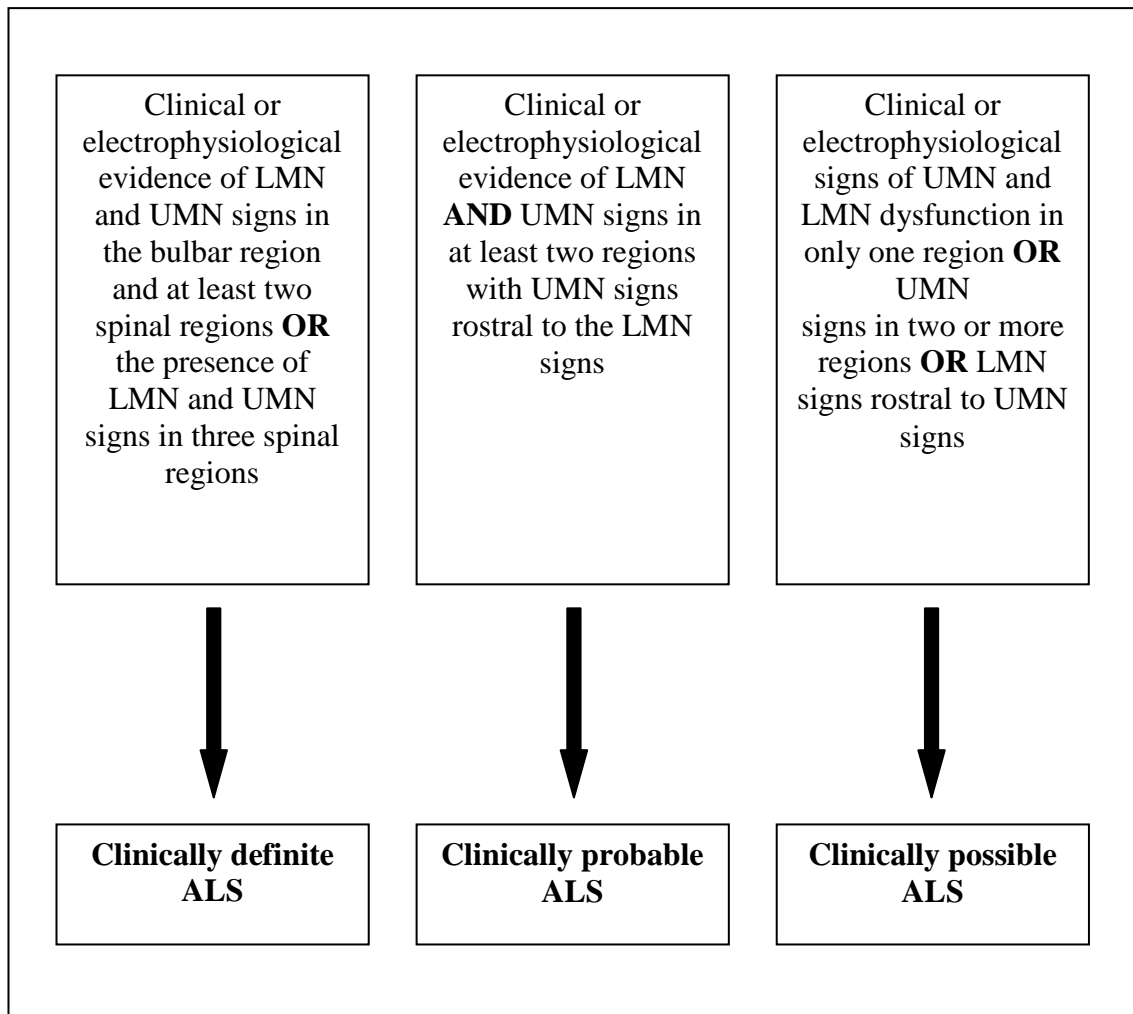 Clinical or
electrophysiological
evidence of LMN
and UMN signs in
the bulbar region
and at least two
spinal regions OR
the presence of
LMN and UMN
signs in three spinal
regions
Clinical or
electrophysiological
evidence of LMN
AND UMN signs in
at least two regions
with UMN signs
rostral to the LMN
signs
Clinical or
electrophysiological
signs of UMN and
LMN dysfunction in
only one region OR
UMN
signs in two or more
regions OR LMN
signs rostral to UMN
signs
Clinically definite
ALS
Clinically probable
ALS
Clinically possible
ALS